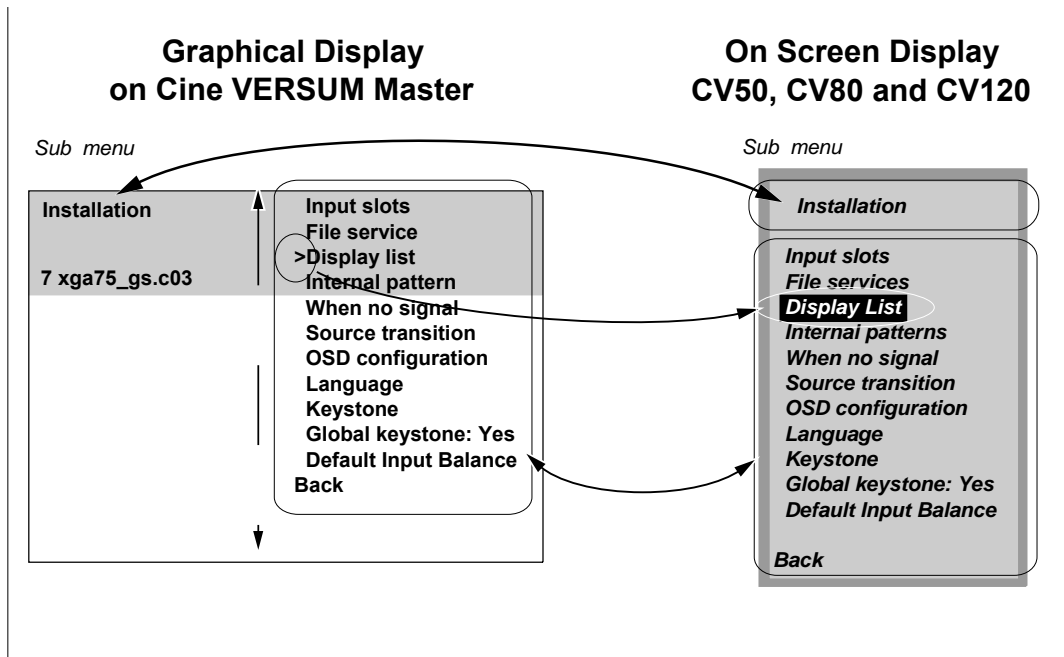 Graphical Display
on Cine VERSUM Master
Sub menu
Installation
7 xga75_gs.c03
Input slots
File service
>Display list
Internal pattern
When no signal
Source transition
OSD configuration
Language
Keystone
Global keystone: Yes
Default Input Balance
Back
On Screen Display
CV50, CV80 and CV120
Sub menu
Installation
Input slots
File services
Display List
Internai patterns
When no signal
Source transition
OSD configuration
Language
Keystone
Global keystone: Yes
Default Input Balance
Back